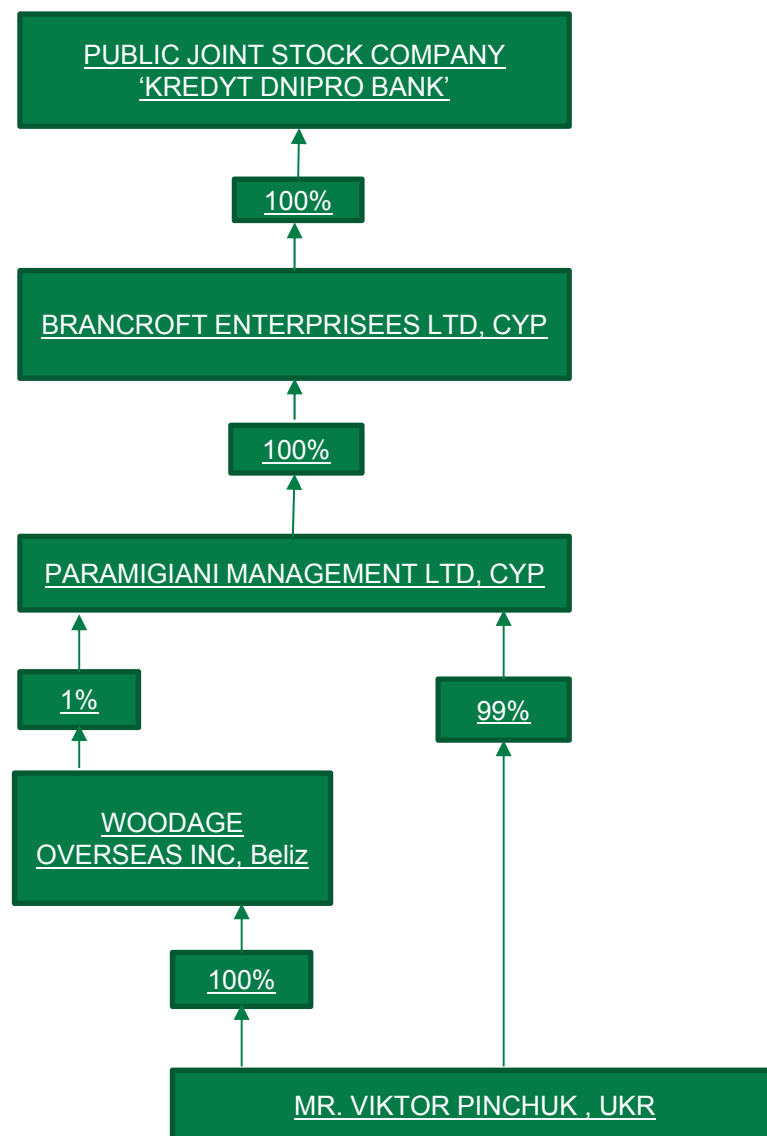 PUBLIC JOINT STOCK COMPANY
‘KREDYT DNIPRO BANK’
100%
BRANCROFT ENTERPRISEES LTD, CYP
100%
PARAMIGIANI MANAGEMENT LTD, CYP
1%
99%
WOODAGE
OVERSEAS INC, Beliz
100%
MR. VIKTOR PINCHUK , UKR